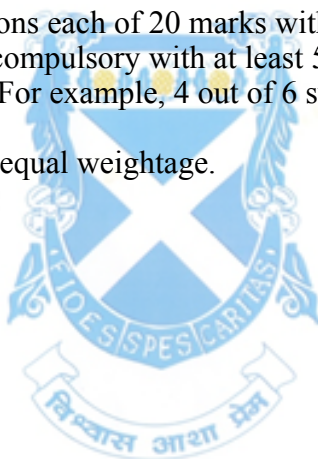 ons each of 20 marks with
compulsory with at least 5
For example, 4 out of 6 s
equal weightage.
FIDES SPES CARITAS
विश्वास आशा प्रेम